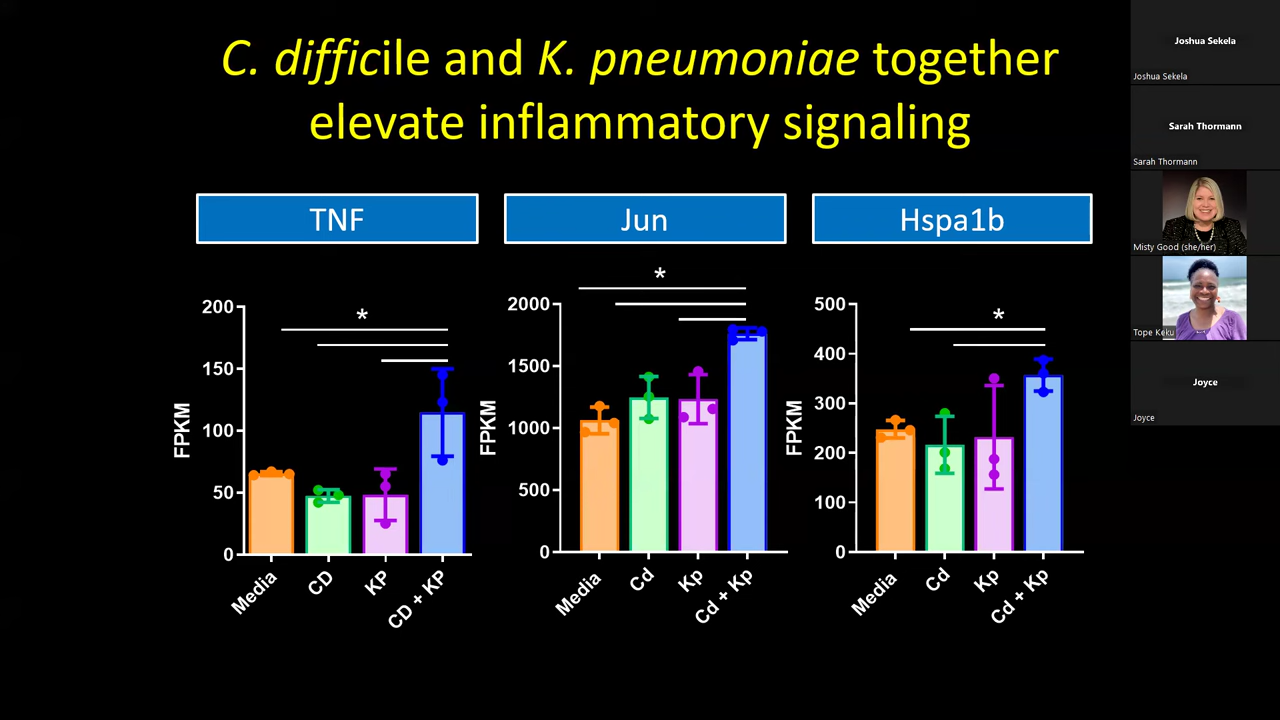 C. difficile and K. pneumoniae together
elevate inflammatory signaling
TNF
Jun
Hspa1b
*
*
*
200
150
100
50
0
FPKM
Media
CD
KP
CD + KP
2000
1500
1000
500
0
FPKM
Media
Cd
Kp
Cd + Kp
500
400
300
200
100
0
FPKM
Media
Cd
Kp
Cd + Kp
Joshua Sekela
Joshua Sekela
Sarah Thormann
Sarah Thormann
Misty Good (she/her)
Tope Keku
Joyce
Joyce